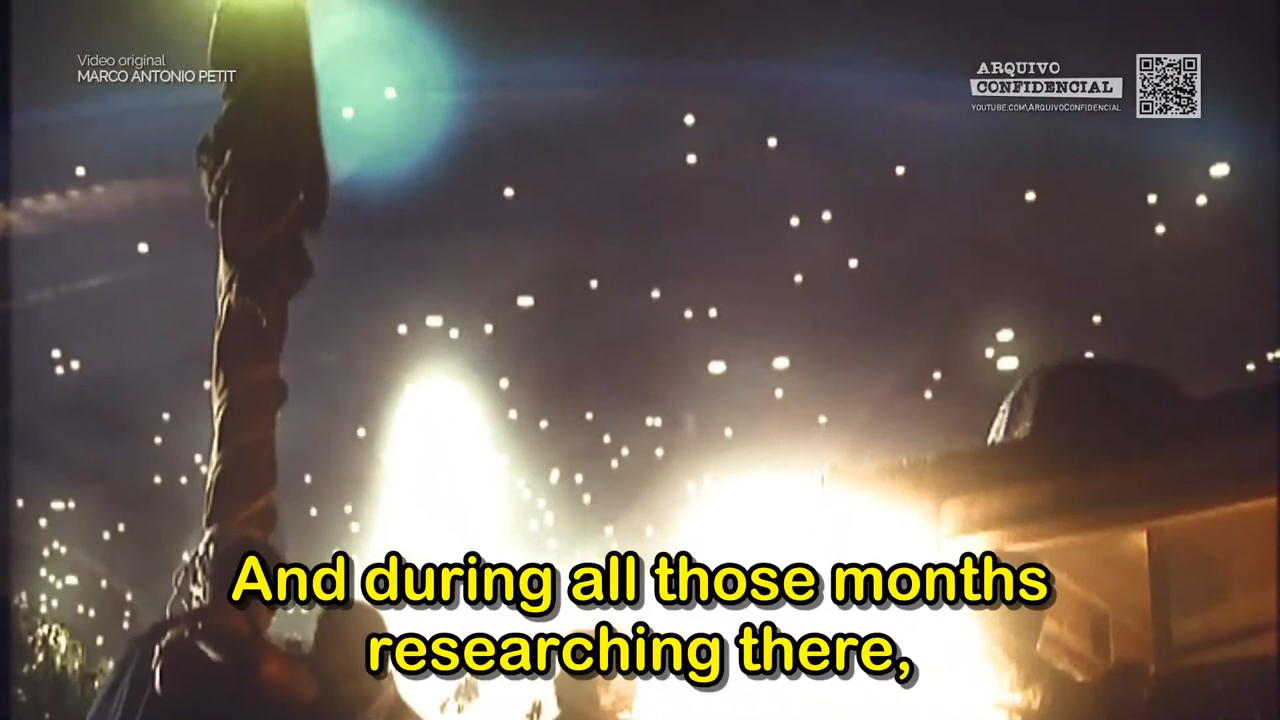 Video original
MARCO ANTONIO PETIT
ARQUIVO
CONFIDENCIAL
YOUTUBE.COM\ARQUIVOCONFIDENCIAL
And during all those months
researching there,